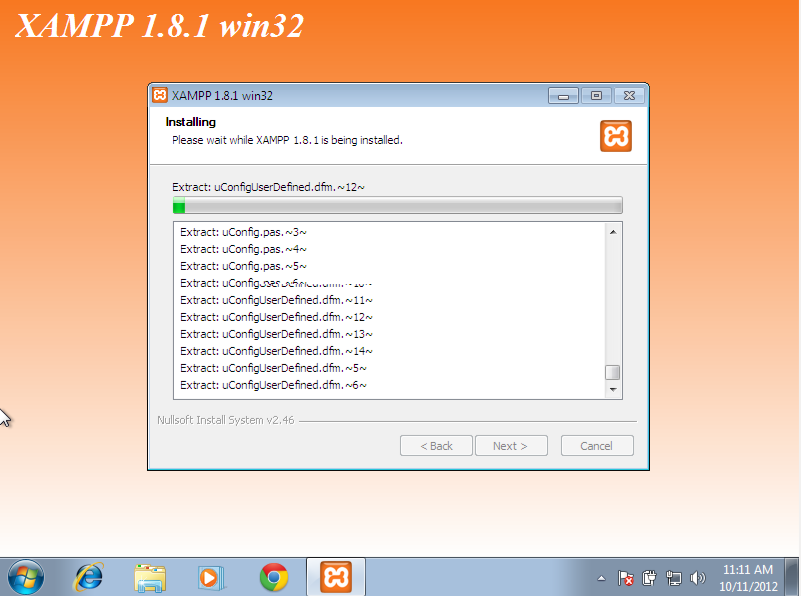 XAMPP 1.8.1 win32
XAMPP 1.8.1 win32
Installing
Please wait while XAMPP 1.8.1 is being installed.
Extract: uConfigUserDefined.dfm.~12~
Extract: uConfig.pas.~3~
Extract: uConfig.pas.~4~
Extract: uConfig.pas.~5~
Extract:
Extract: uConfigUserDefined.dfm.~11~
Extract: uConfigUserDefined.dfm.~12~
Extract: uConfigUserDefined.dfm.~13~
Extract: uConfigUserDefined.dfm.~14~
Extract: uConfigUserDefined.dfm.~5~
Extract: uConfigUserDefined.dfm.~6~
Nullsoft Install System v2.46
< Back Next > Cancel
11:11 AM
10/11/2012